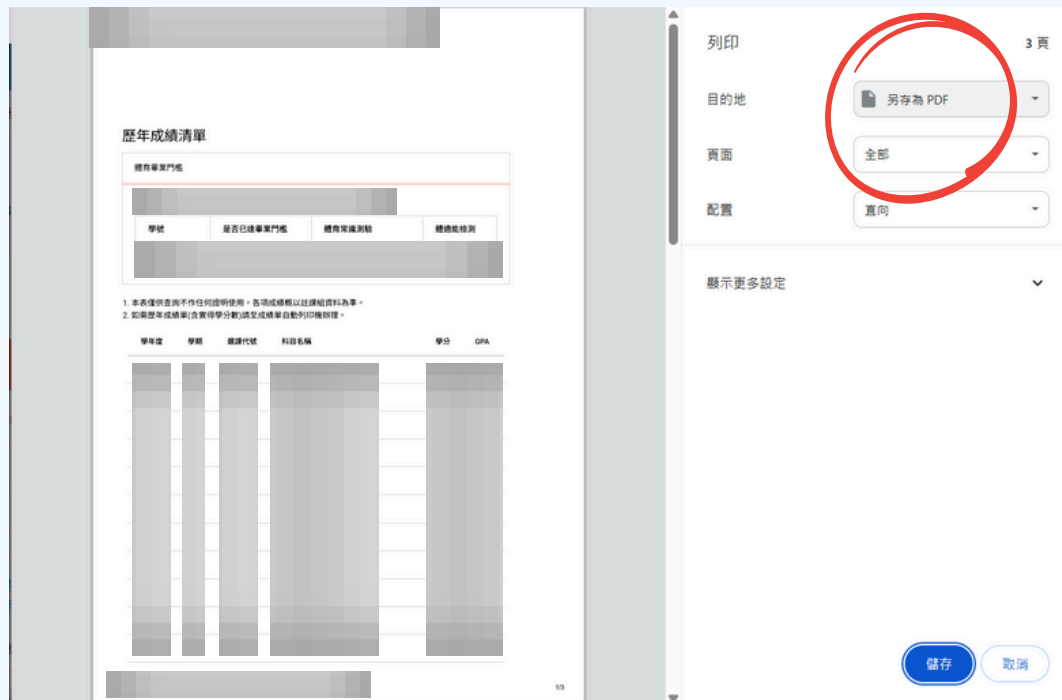 歷年成績清單
體育畢業門檻
學號 是否已達畢業門檻 體育常識測驗 體適能檢測
1. 本表僅供查詢不作任何證明使用，各項成績概以註課組資料為準。
2. 如需歷年成績單(含實得學分數)請至成績單自動列印機辦理。
學年度 學期 選課代號 科目名稱 學分 GPA
1/3
列印 3 頁
目的地 另存為 PDF
頁面 全部
配置 直向
顯示更多設定
儲存 取消